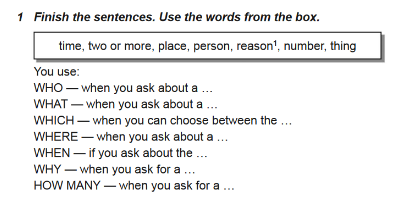 1 Finish the sentences. Use the words from the box.
time, two or more, place, person, reason¹, number, thing
You use:
WHO — when you ask about a …
WHAT — when you ask about a …
WHICH — when you can choose between the …
WHERE — when you ask about a …
WHEN — if you ask about the …
WHY — when you ask for a …
HOW MANY — when you ask for a …